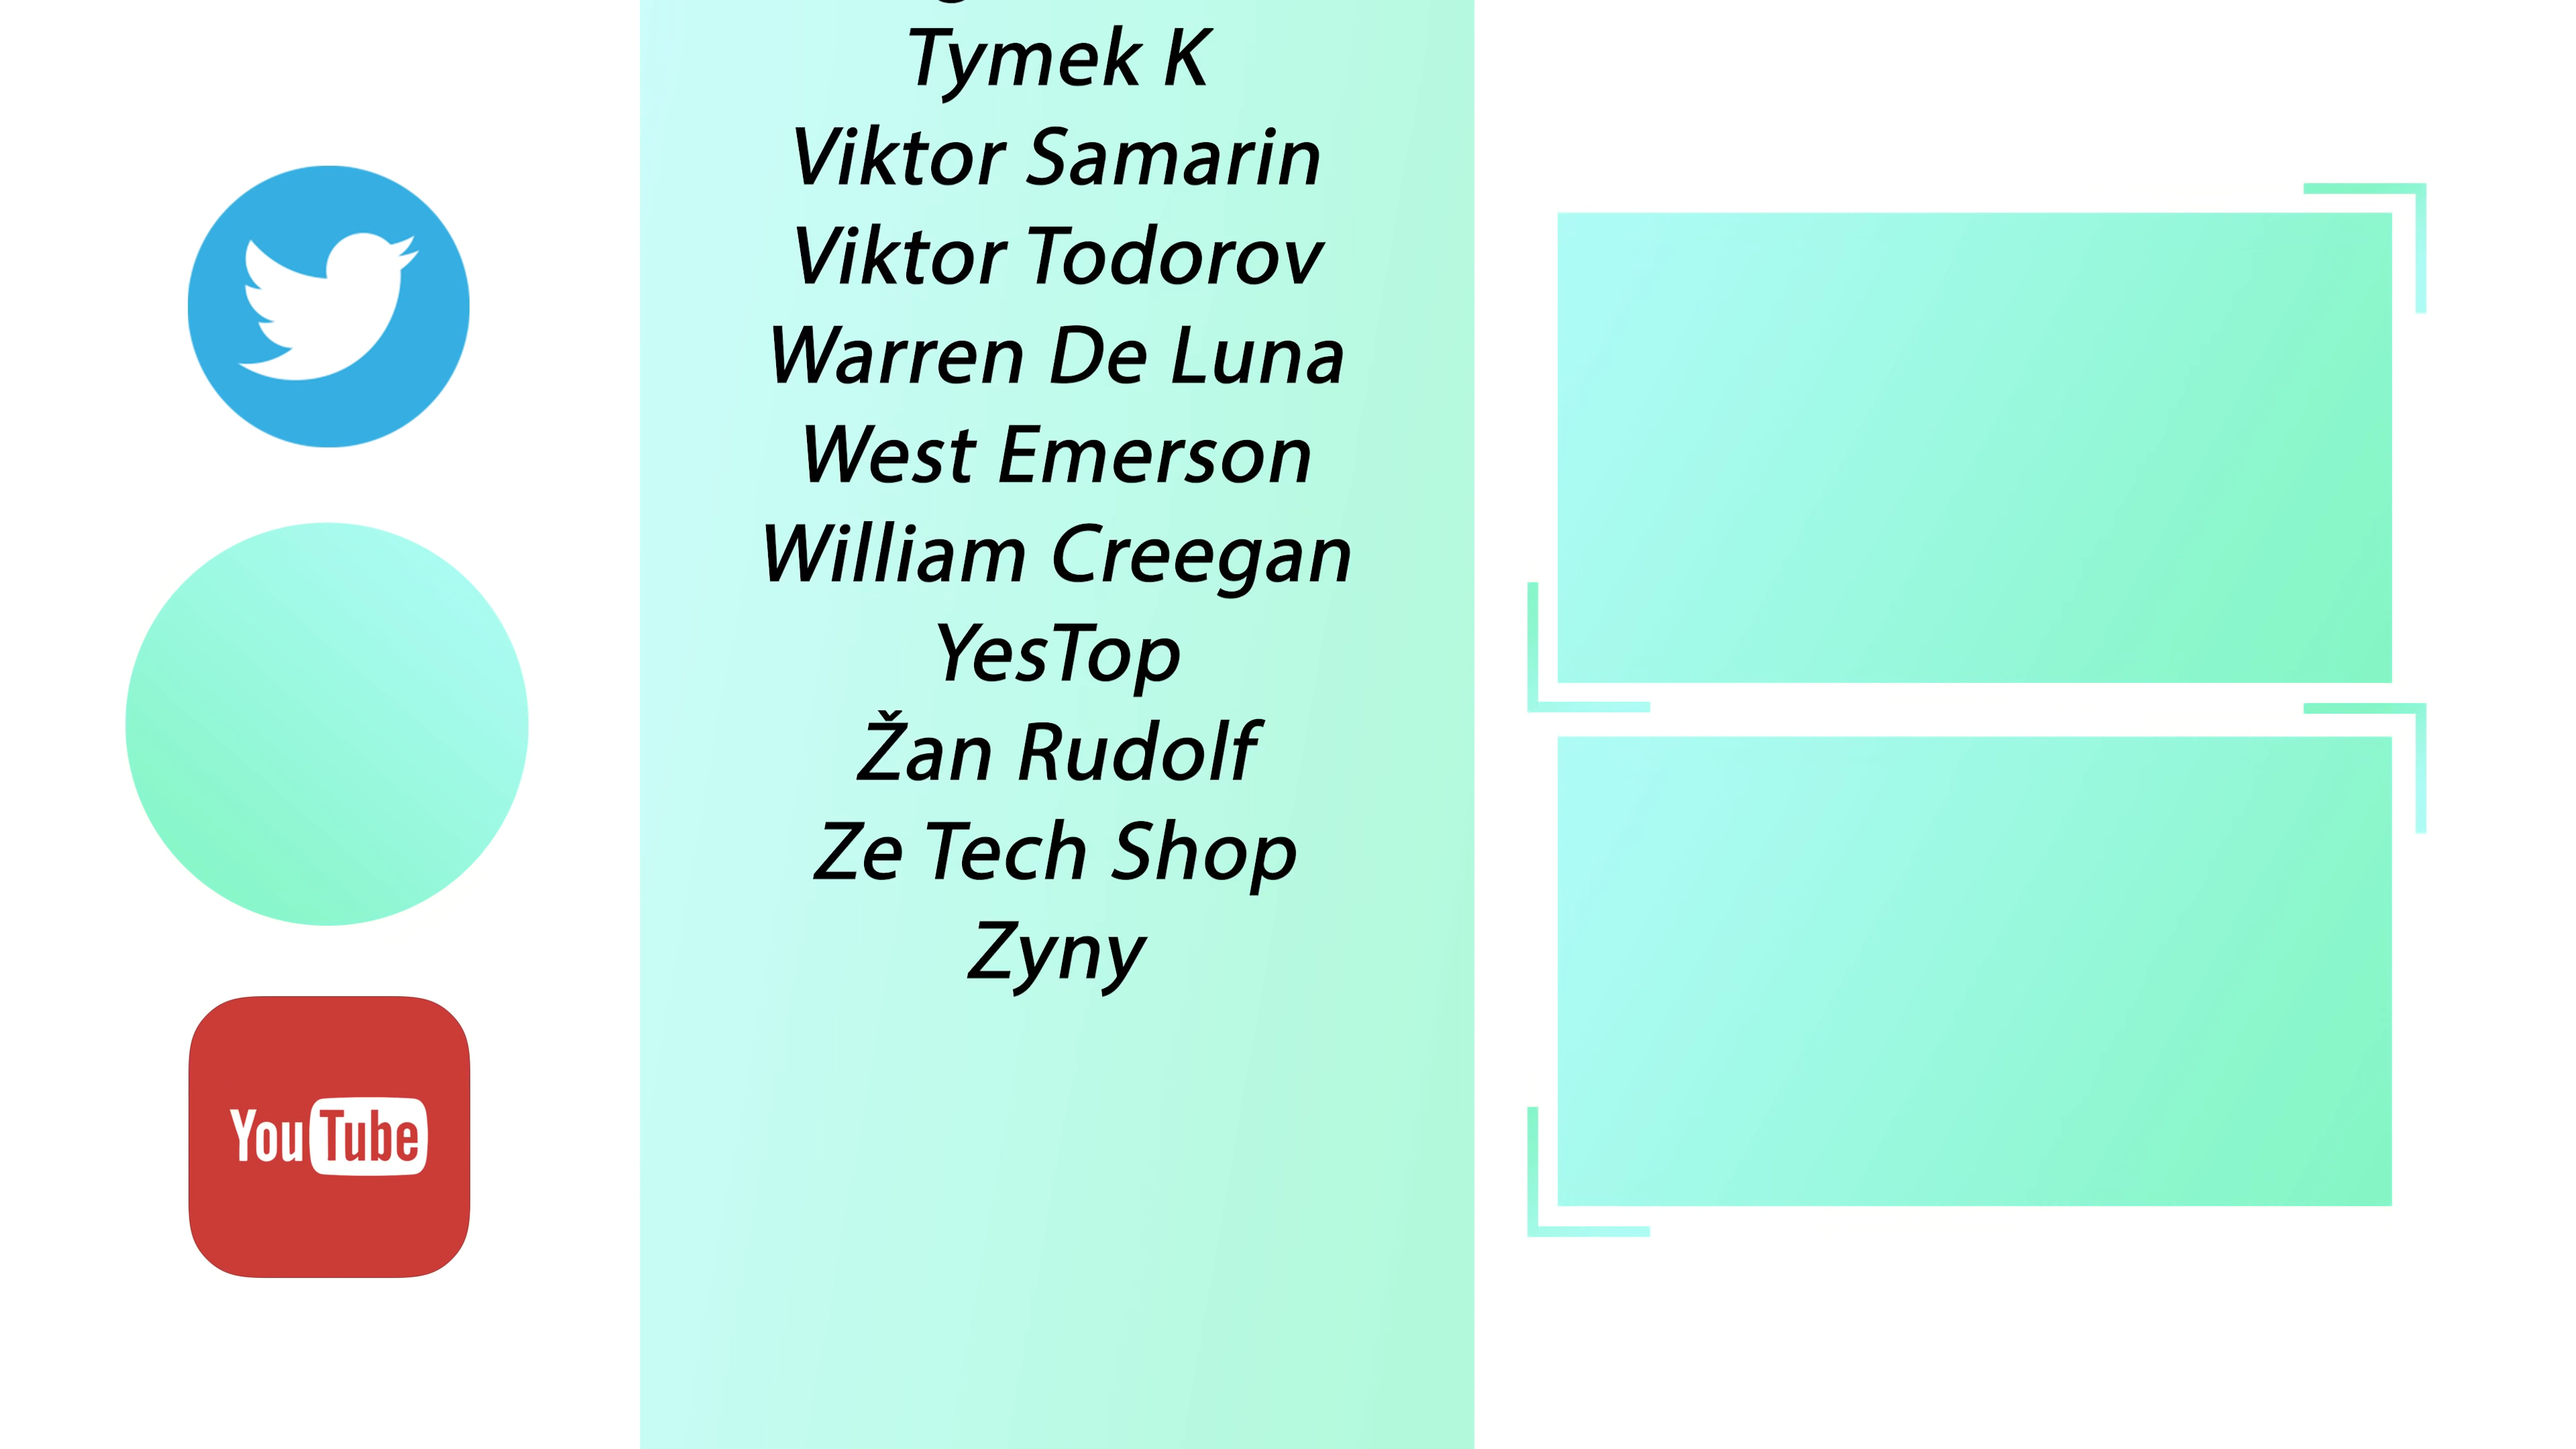 Tymek K
Viktor Samarin
Viktor Todorov
Warren De Luna
West Emerson
William Creegan
YesTop
Žan Rudolf
Ze Tech Shop
Zyny
YouTube